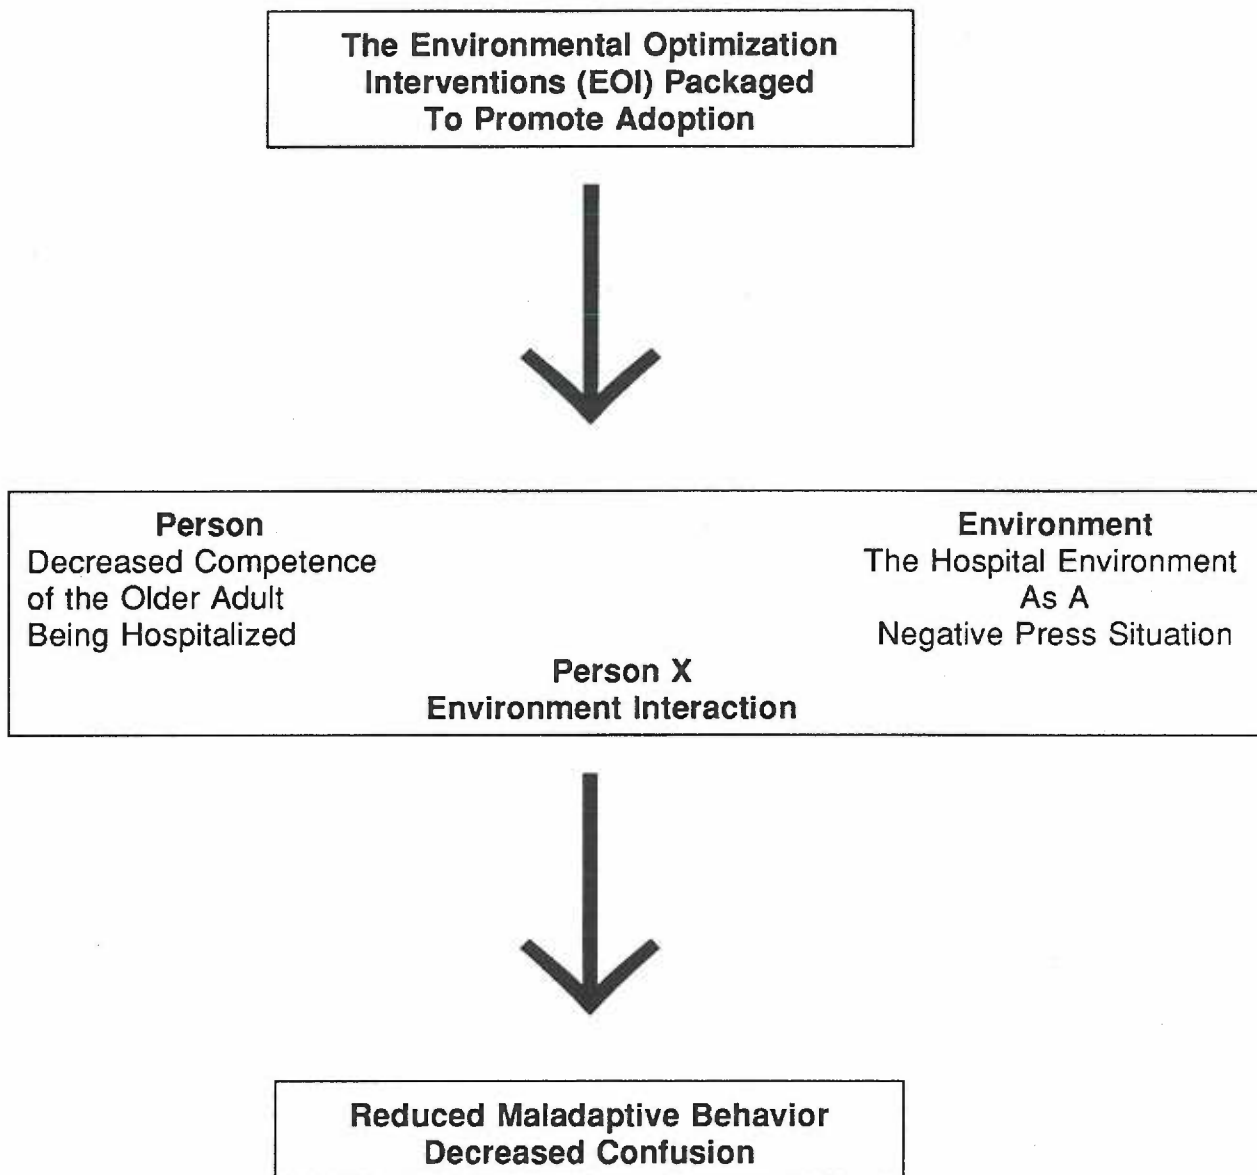 The Environmental Optimization
Interventions (EOI) Packaged
To Promote Adoption
Person
Decreased Competence
of the Older Adult
Being Hospitalized
Environment
The Hospital Environment
As A
Negative Press Situation
Person X
Environment Interaction
Reduced Maladaptive Behavior
Decreased Confusion